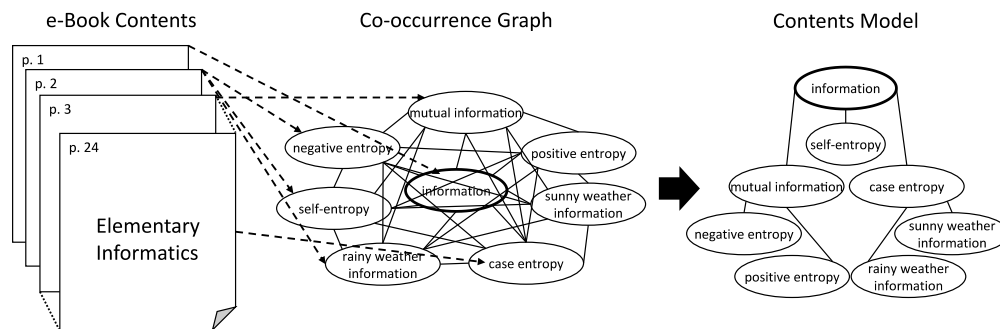 e-Book Contents
Co-occurrence Graph
Contents Model
p. 1
p. 2
p. 3
p. 24
Elementary
Informatics
mutual information
negative entropy
positive entropy
information
self-entropy
sunny weather
information
rainy weather
information
case entropy
information
self-entropy
mutual information
case entropy
negative entropy
sunny weather
information
positive entropy
rainy weather
information